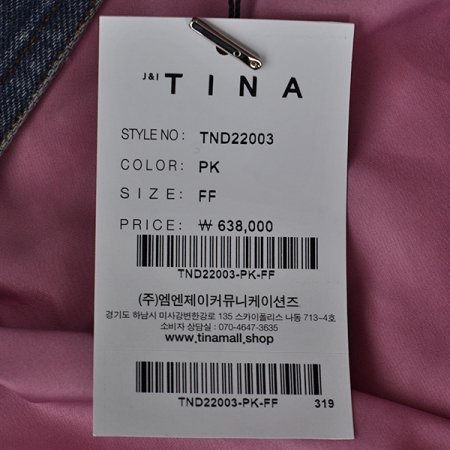 J&I TINA
STYLE NO: TND22003
COLOR: PK
SIZE: FF
PRICE: ₩ 638,000
TND22003-PK-FF
(주)엠엔제이커뮤니케이션즈
경기도 하남시 미사강변한강로 135 스카이폴리스 나동 713-4호
소비자 상담실 : 070-4647-3635
www.tinamall.shop
TND22003-PK-FF 319